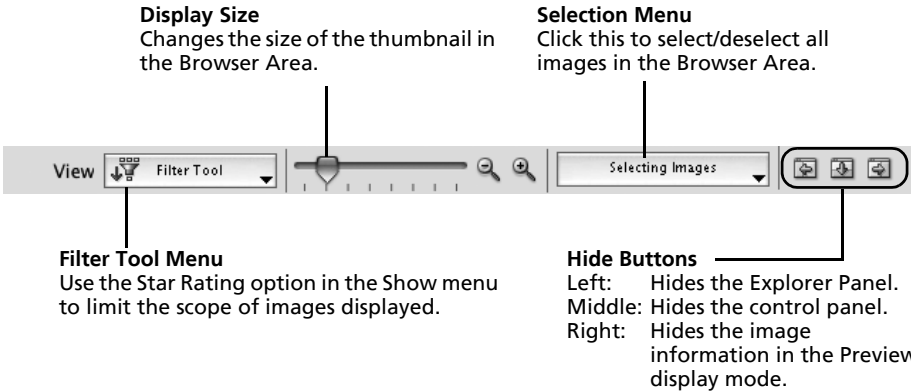 Display Size
Changes the size of the thumbnail in
the Browser Area.
Selection Menu
Click this to select/deselect all
images in the Browser Area.
View
Filter Tool
Selecting Images
Filter Tool Menu
Use the Star Rating option in the Show menu
to limit the scope of images displayed.
Hide Buttons
Left: Hides the Explorer Panel.
Middle: Hides the control panel.
Right: Hides the image
information in the Preview
display mode.